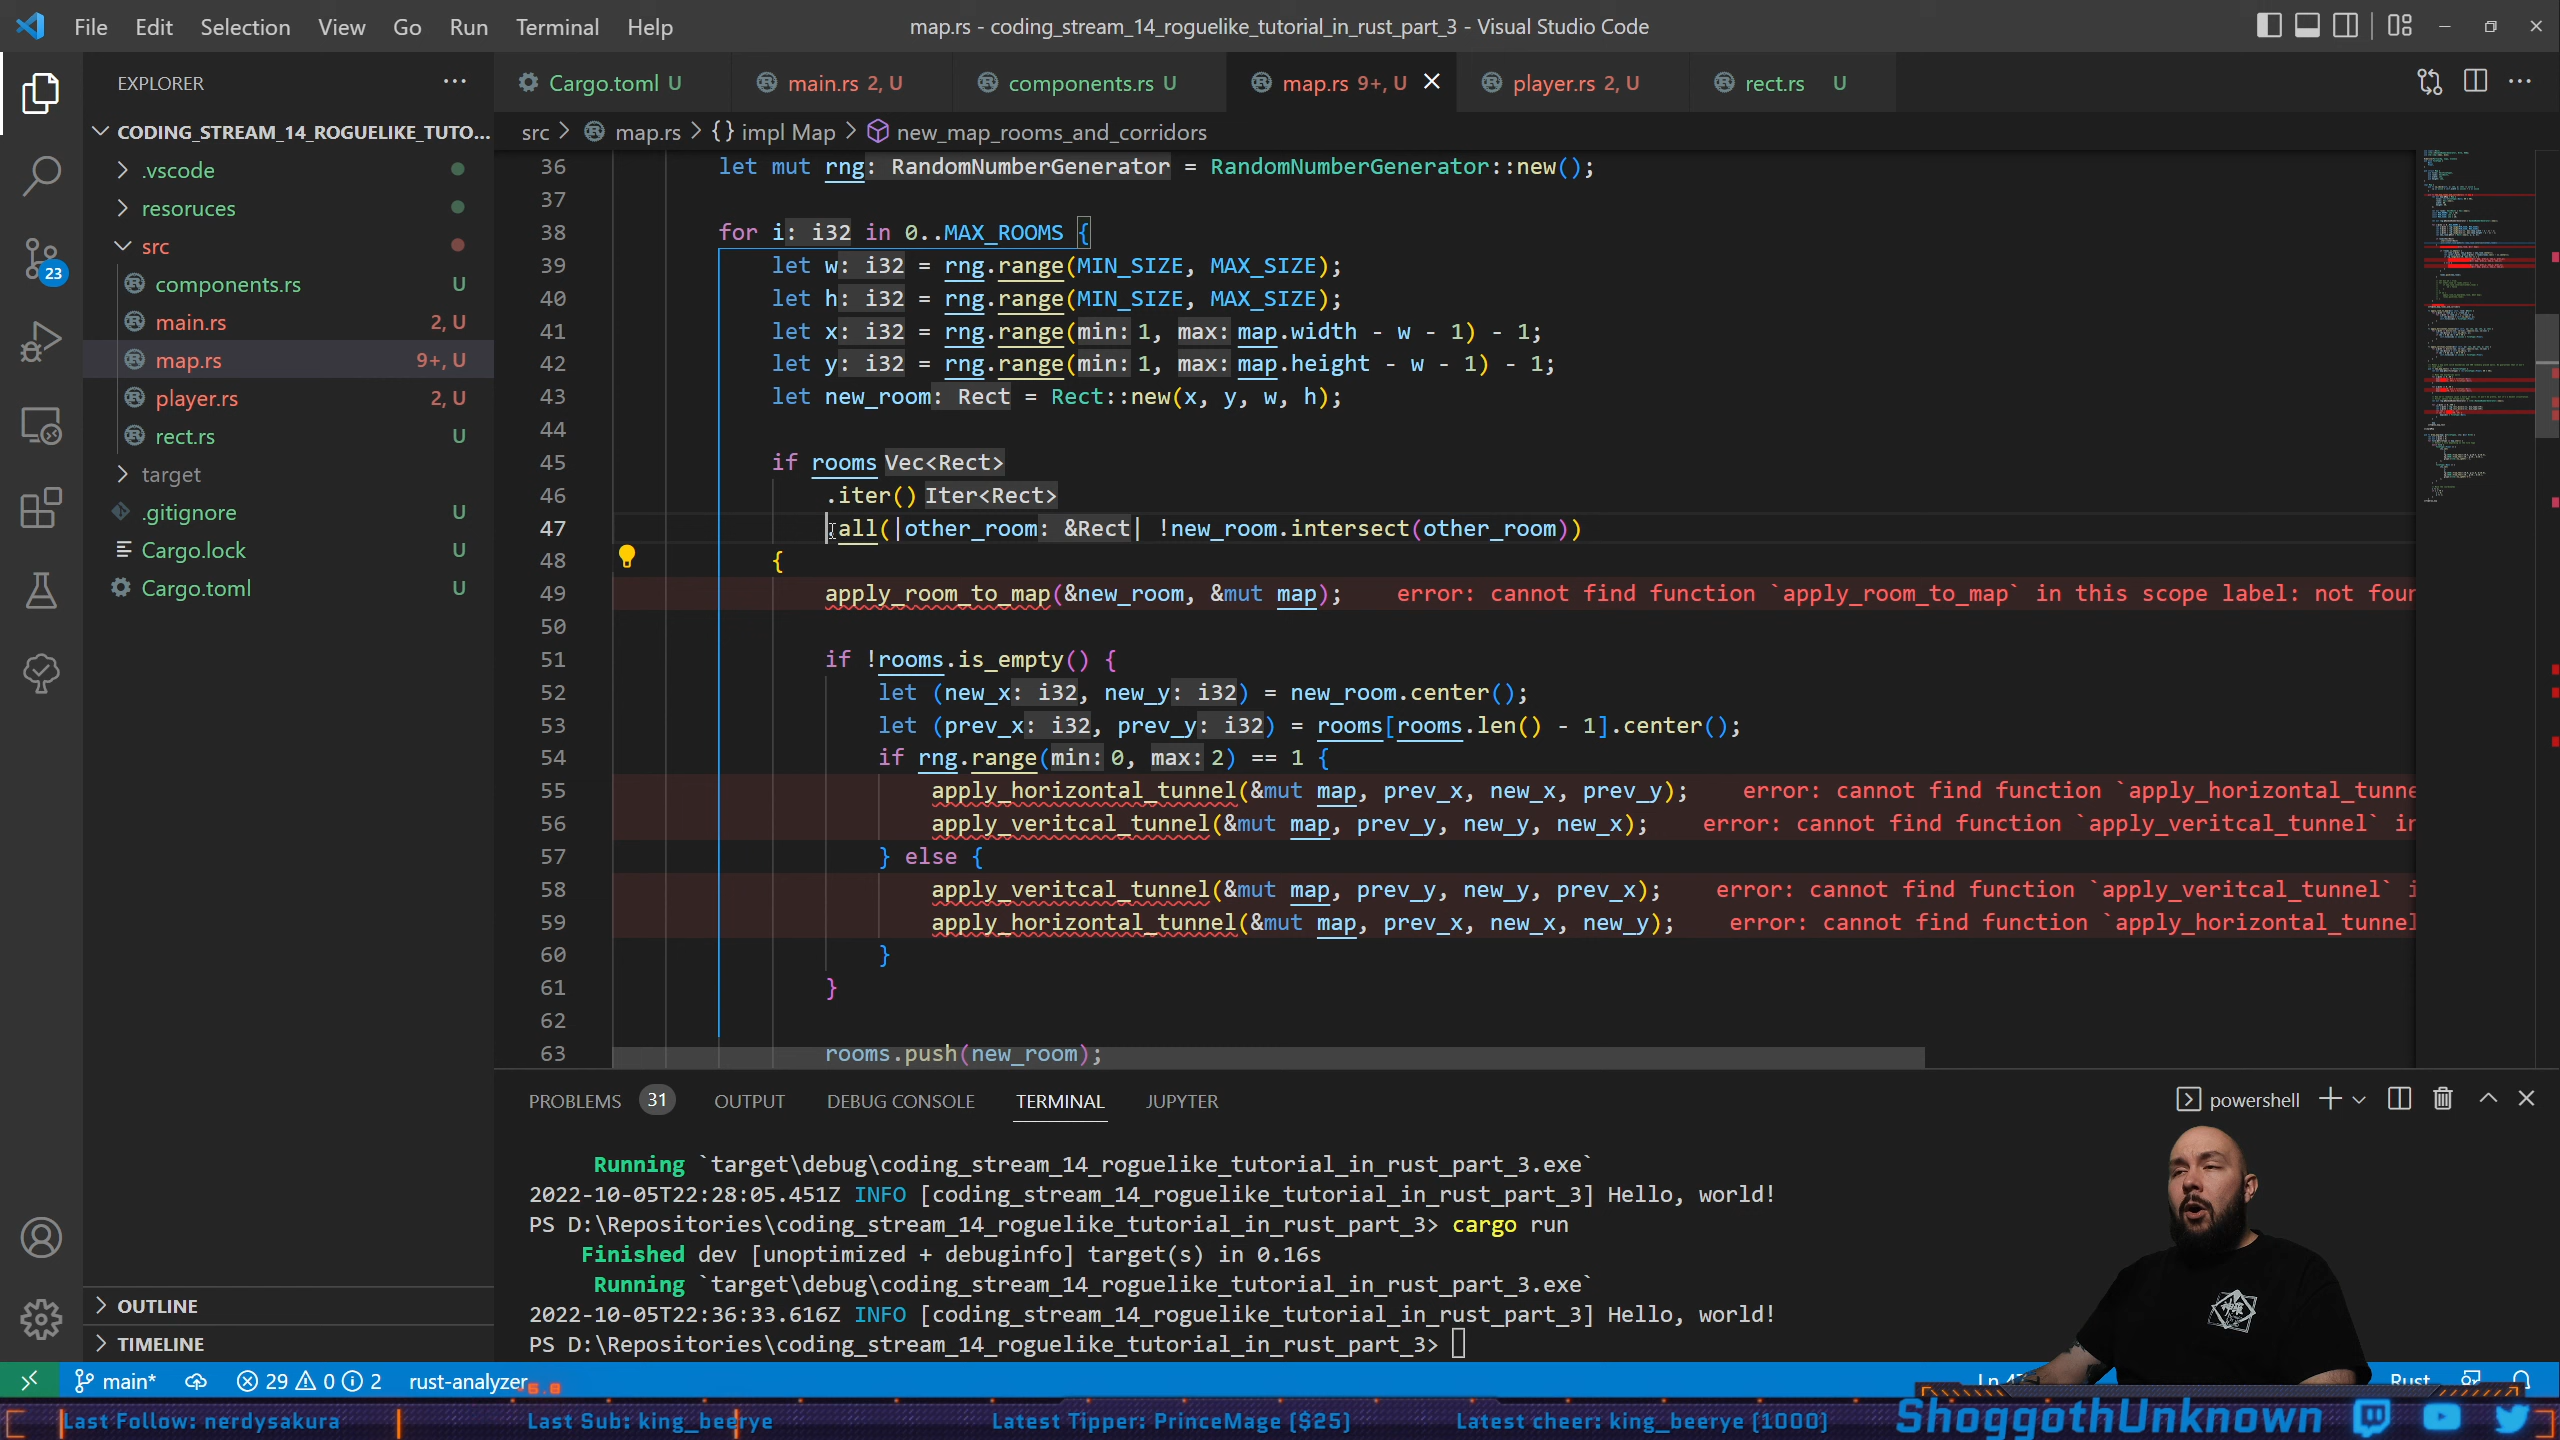 File Edit Selection View Go Run Terminal Help
map.rs - coding_stream_14_roguelike_tutorial_in_rust_part_3 - Visual Studio Code
EXPLORER
CODING_STREAM_14_ROGUELIKE_TUTO...
.vscode
resoruces
src
components.rs U
main.rs 2, U
map.rs 9+, U
player.rs 2, U
rect.rs U
target
.gitignore U
Cargo.lock U
Cargo.toml U
OUTLINE
TIMELINE
23
Cargo.toml U main.rs 2, U components.rs U map.rs 9+, U player.rs 2, U rect.rs U
src > map.rs > {} impl Map > new_map_rooms_and_corridors
36 let mut rng: RandomNumberGenerator = RandomNumberGenerator::new();
37
38 for i: i32 in 0..MAX_ROOMS {
39 let w: i32 = rng.range(MIN_SIZE, MAX_SIZE);
40 let h: i32 = rng.range(MIN_SIZE, MAX_SIZE);
41 let x: i32 = rng.range(min: 1, max: map.width - w - 1) - 1;
42 let y: i32 = rng.range(min: 1, max: map.height - w - 1) - 1;
43 let new_room: Rect = Rect::new(x, y, w, h);
44
45 if rooms Vec<Rect>
46 .iter() Iter<Rect>
47 .all(|other_room: &Rect| !new_room.intersect(other_room))
48 {
49 apply_room_to_map(&new_room, &mut map); error: cannot find function `apply_room_to_map` in this scope label: not four
50
51 if !rooms.is_empty() {
52 let (new_x: i32, new_y: i32) = new_room.center();
53 let (prev_x: i32, prev_y: i32) = rooms[rooms.len() - 1].center();
54 if rng.range(min: 0, max: 2) == 1 {
55 apply_horizontal_tunnel(&mut map, prev_x, new_x, prev_y); error: cannot find function `apply_horizontal_tunne
56 apply_veritcal_tunnel(&mut map, prev_y, new_y, new_x); error: cannot find function `apply_veritcal_tunnel` in
57 } else {
58 apply_veritcal_tunnel(&mut map, prev_y, new_y, prev_x); error: cannot find function `apply_veritcal_tunnel` i
59 apply_horizontal_tunnel(&mut map, prev_x, new_x, new_y); error: cannot find function `apply_horizontal_tunnel
60 }
61 }
62
63 rooms.push(new_room);
PROBLEMS 31 OUTPUT DEBUG CONSOLE TERMINAL JUPYTER
powershell
Running `target\debug\coding_stream_14_roguelike_tutorial_in_rust_part_3.exe`
2022-10-05T22:28:05.451Z INFO [coding_stream_14_roguelike_tutorial_in_rust_part_3] Hello, world!
PS D:\Repositories\coding_stream_14_roguelike_tutorial_in_rust_part_3> cargo run
Finished dev [unoptimized + debuginfo] target(s) in 0.16s
Running `target\debug\coding_stream_14_roguelike_tutorial_in_rust_part_3.exe`
2022-10-05T22:36:33.616Z INFO [coding_stream_14_roguelike_tutorial_in_rust_part_3] Hello, world!
PS D:\Repositories\coding_stream_14_roguelike_tutorial_in_rust_part_3>
main* 29 0 2 rust-analyzer Rust
Last Follow: nerdysakura Last Sub: king_beerye Latest Tipper: PrinceMage [$25] Latest cheer: king_beerye [1000] ShoggothUnknown